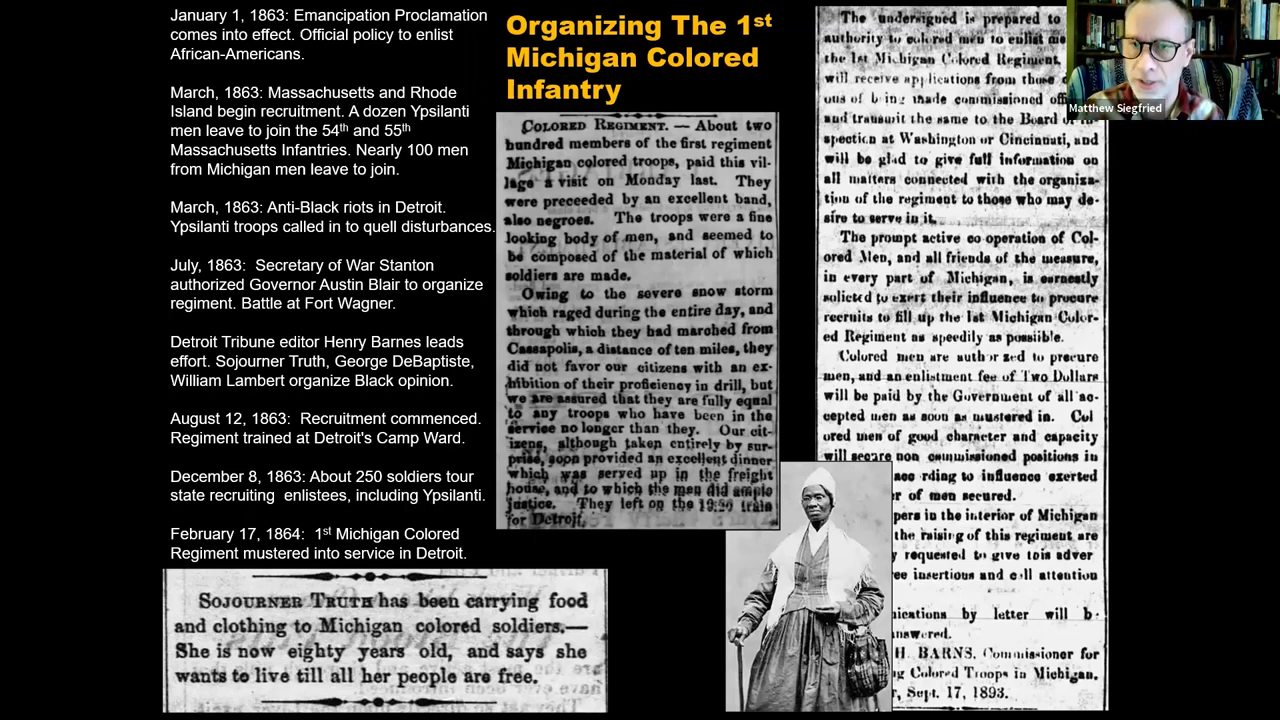 January 1, 1863: Emancipation Proclamation
comes into effect. Official policy to enlist
African-Americans.
March, 1863: Massachusetts and Rhode
Island begin recruitment. A dozen Ypsilanti
men leave to join the 54th and 55th
Massachusetts Infantries. Nearly 100 men
from Michigan men leave to join.
March, 1863: Anti-Black riots in Detroit.
Ypsilanti troops called in to quell disturbances.
July, 1863:  Secretary of War Stanton
authorized Governor Austin Blair to organize
regiment. Battle at Fort Wagner.
Detroit Tribune editor Henry Barnes leads
effort. Sojourner Truth, George DeBaptiste,
William Lambert organize Black opinion.
August 12, 1863:  Recruitment commenced.
Regiment trained at Detroit's Camp Ward.
December 8, 1863: About 250 soldiers tour
state recruiting  enlistees, including Ypsilanti.
February 17, 1864:  1st Michigan Colored
Regiment mustered into service in Detroit.
SOJOURNER TRUTH has been carrying food
and clothing to Michigan colored soldiers.—
She is now eighty years old, and says she
wants to live till all her people are free.
Organizing The 1st
Michigan Colored
Infantry
COLORED REGIMENT. — About two
hundred members of the first regiment
Michigan colored troops, paid this vil-
lage a visit on Monday last. They
were preceeded by an excellent band,
also negroes. The troops were a fine
looking body of men, and seemed to
be composed of the material of which
soldiers are made.
Owing to the severe snow storm
which raged during the entire day, and
through which they had marched from
Cassapolis, a distance of ten miles, they
did not favor our citizens with an ex-
hibition of their proficiency in drill, but
we are assured that they are fully equal
to any troops who have been in the
service no longer than they. Our cit-
izens, although taken entirely by sur-
prise, soon provided an excellent dinner
which was served up in the freight
house, and to which the men did ample
justice. They left on the 19:20 train
for Detroit.
The undersigned is prepared to
authority to colored men to enlist me
the 1st Michigan Colored Regiment,
will receive applications from those d
ous of being made commissioned offi
and transmit the same to the Board of In-
spection at Washington or Cincinnati, and
will be glad to give full information on
all matters connected with the organiza-
tion of the regiment to those who may de-
sire to serve in it.
The prompt active co operation of Col-
ored Men, and all friends of the measure,
in every part of Michigan, is earnestly
solicted to exert their influence to procure
recruits to fill up the 1st Michigan Color-
ed Regiment as speedily as possible.
Colored men are authorized to procure
men, and an enlistment fee of Two Dollars
will be paid by the Government of all ac-
cepted men as soon as mustered in. Col
ored men of good character and capacity
will secure non commissioned positions in
according to influence exerted
r of men secured.
pers in the interior of Michigan
the raising of this regiment are
y requested to give this adver
ee insertions and call attention
nications by letter will be
answered.
H. BARNS, Commissioner for
g Colored Troops in Michigan.
, Sept. 17, 1893.
Matthew Siegfried